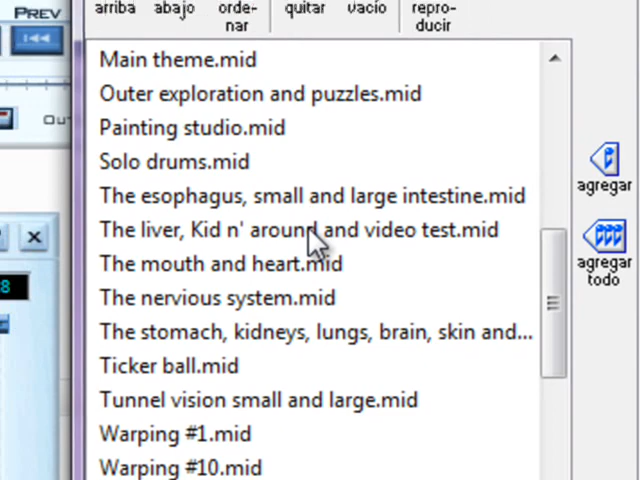 PREV
arriba abajo orde-nar quitar vacío repro-ducir
Main theme.mid
Outer exploration and puzzles.mid
Painting studio.mid
Solo drums.mid
The esophagus, small and large intestine.mid
The liver, Kid n' around and video test.mid
The mouth and heart.mid
The nervious system.mid
The stomach, kidneys, lungs, brain, skin and...
Ticker ball.mid
Tunnel vision small and large.mid
Warping #1.mid
Warping #10.mid
agregar
agregar
todo
Ou
8